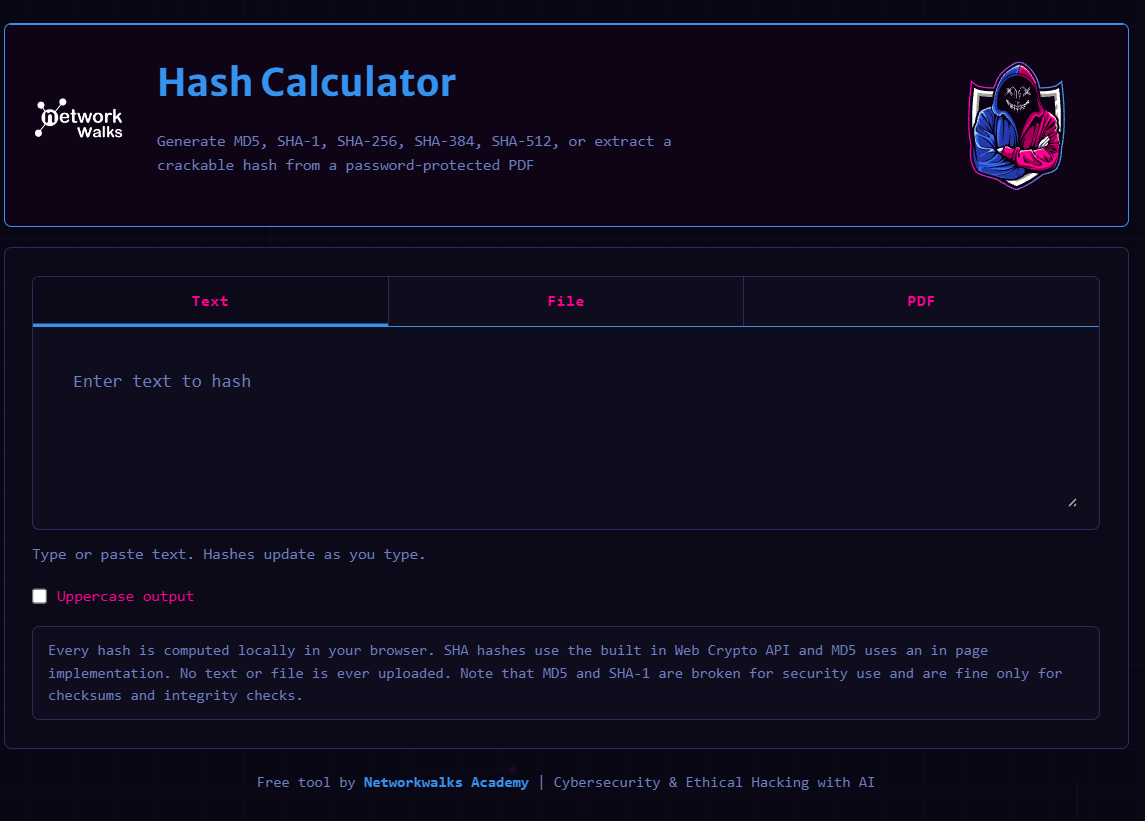 network
Walks
Hash Calculator
Generate MD5, SHA-1, SHA-256, SHA-384, SHA-512, or extract a
crackable hash from a password-protected PDF
Text
File
PDF
Enter text to hash
Type or paste text. Hashes update as you type.
Uppercase output
Every hash is computed locally in your browser. SHA hashes use the built in Web Crypto API and MD5 uses an in page
implementation. No text or file is ever uploaded. Note that MD5 and SHA-1 are broken for security use and are fine only for
checksums and integrity checks.
Free tool by Networkwalks Academy | Cybersecurity & Ethical Hacking with AI